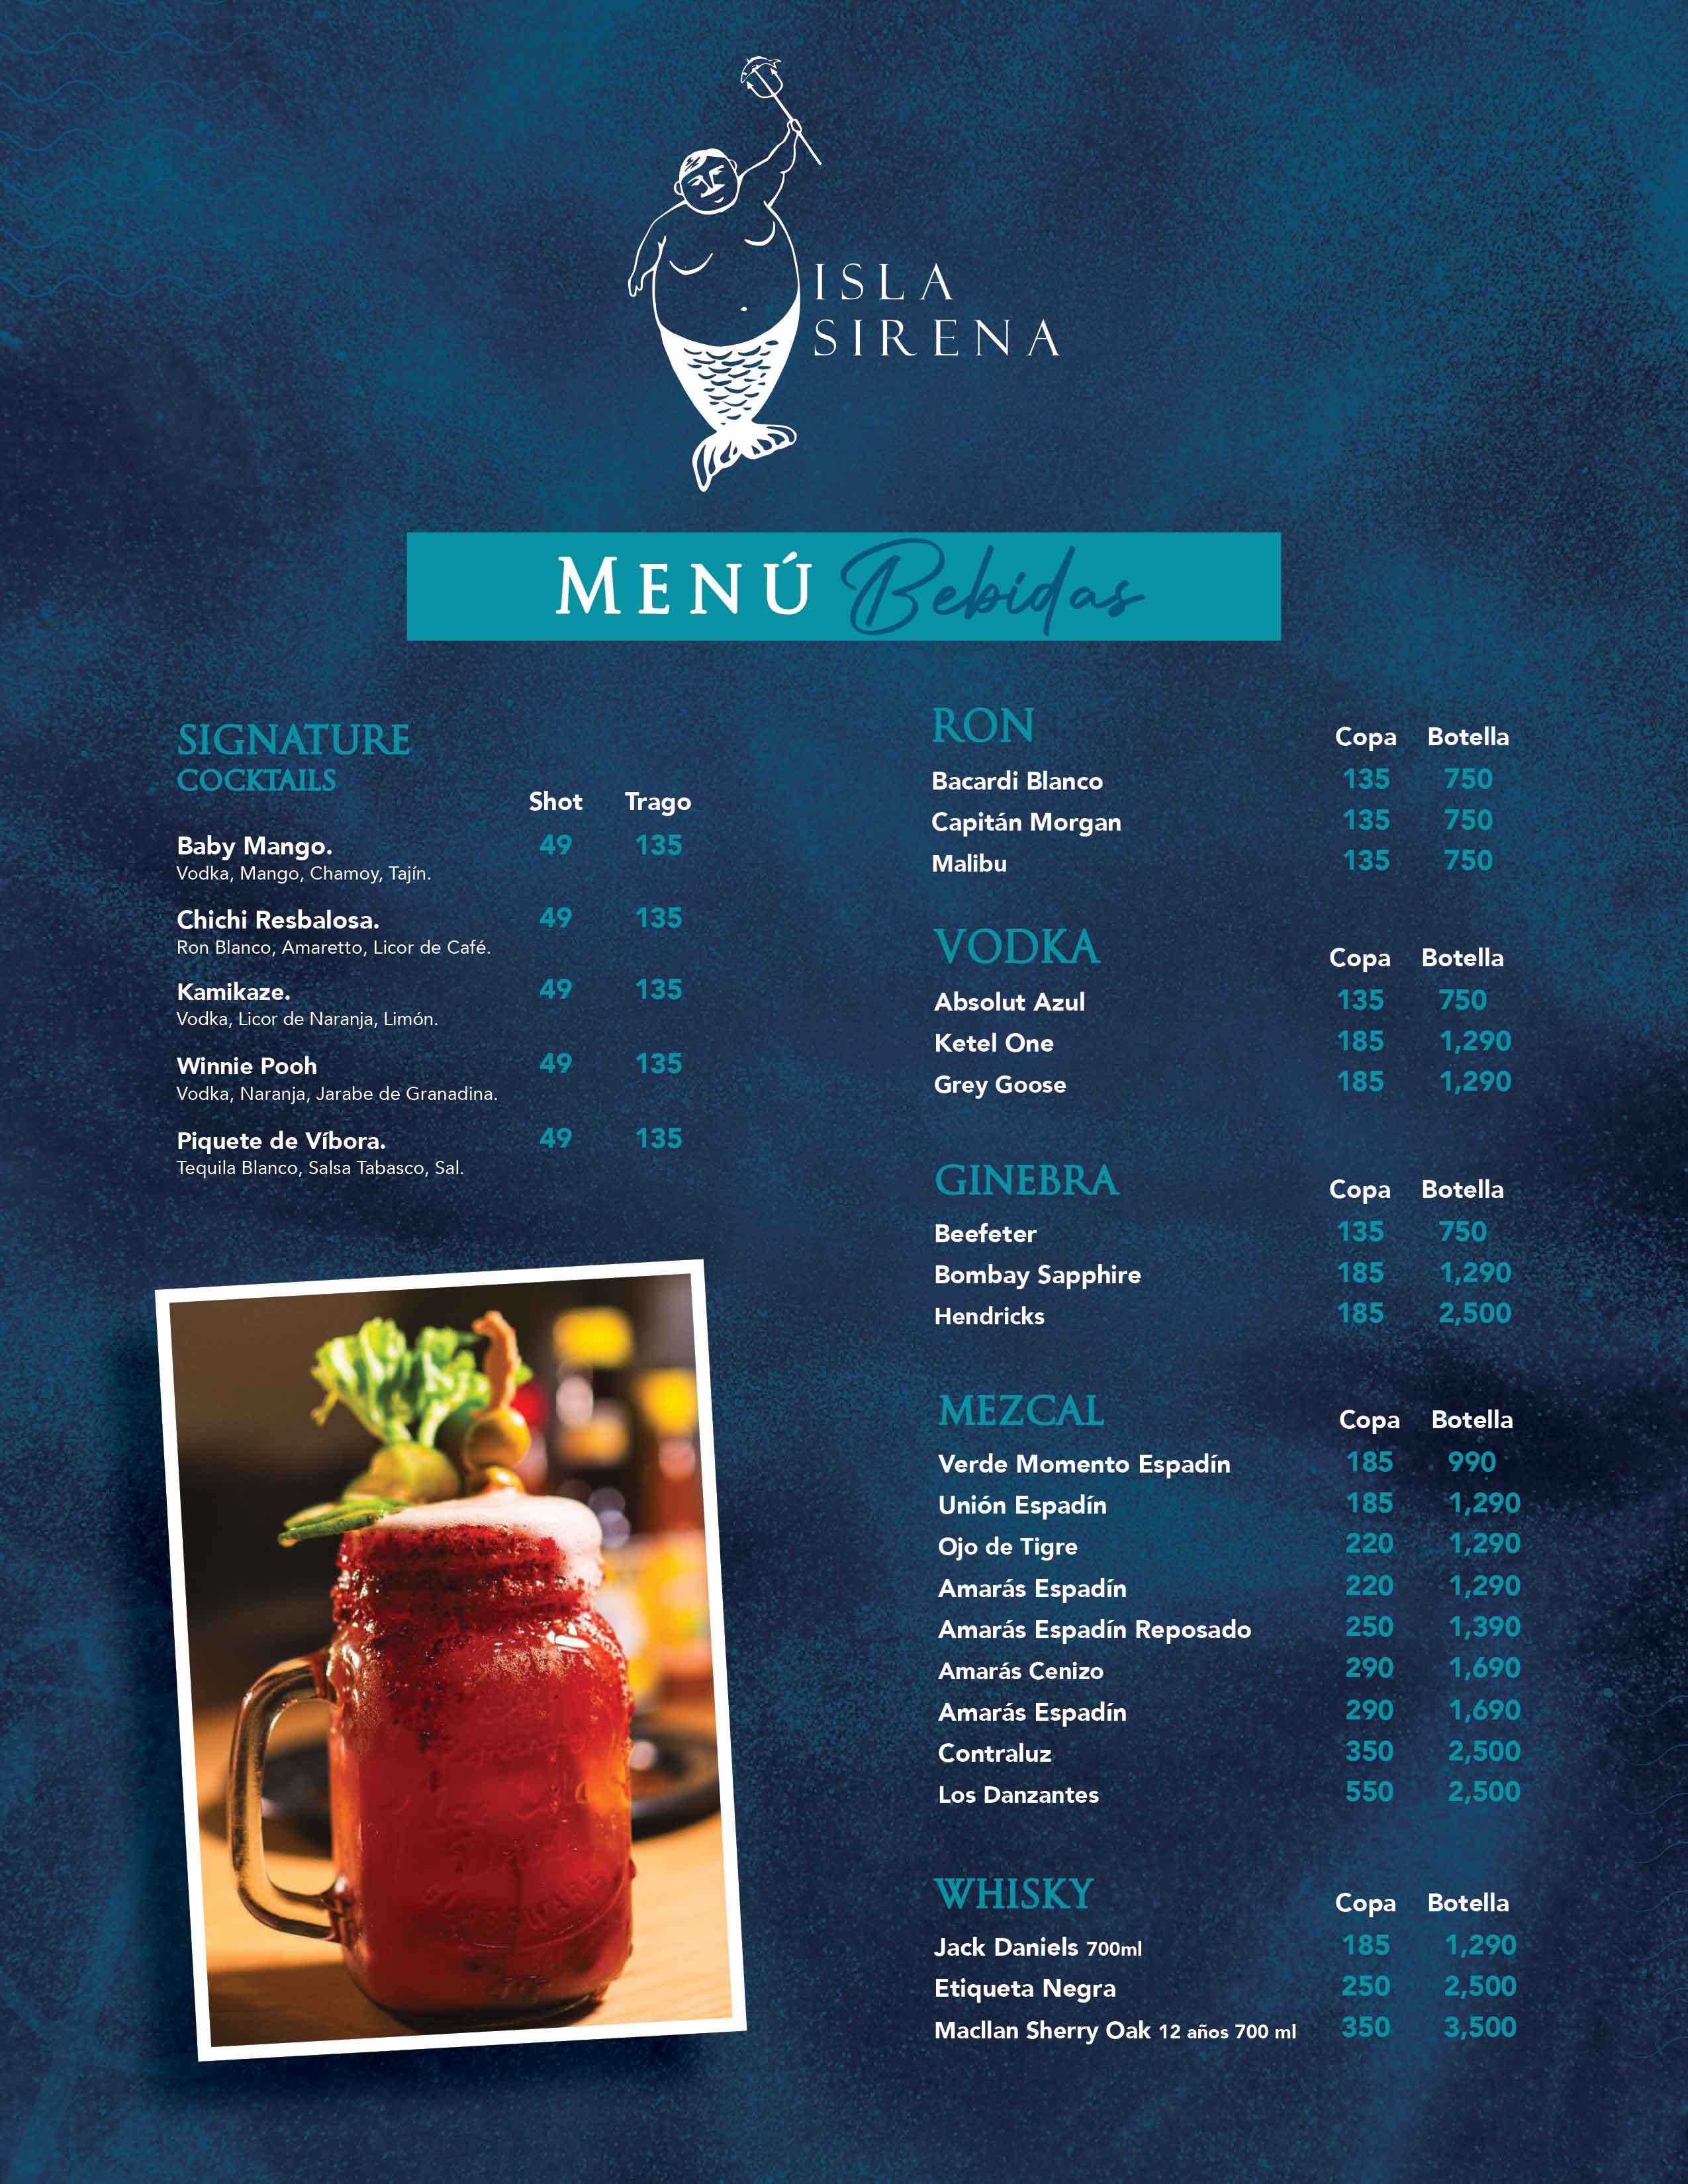 ISLA
SIRENA
MENÚ Bebidas
SIGNATURE
COCKTAILS
Shot Trago
Baby Mango. 49 135
Vodka, Mango, Chamoy, Tajín.
Chichi Resbalosa. 49 135
Ron Blanco, Amaretto, Licor de Café.
Kamikaze. 49 135
Vodka, Licor de Naranja, Limón.
Winnie Pooh 49 135
Vodka, Naranja, Jarabe de Granadina.
Piquete de Víbora. 49 135
Tequila Blanco, Salsa Tabasco, Sal.
RON Copa Botella
Bacardi Blanco 135 750
Capitán Morgan 135 750
Malibu 135 750
VODKA Copa Botella
Absolut Azul 135 750
Ketel One 185 1,290
Grey Goose 185 1,290
GINEBRA Copa Botella
Beefeter 135 750
Bombay Sapphire 185 1,290
Hendricks 185 2,500
MEZCAL Copa Botella
Verde Momento Espadín 185 990
Unión Espadín 185 1,290
Ojo de Tigre 220 1,290
Amarás Espadín 220 1,290
Amarás Espadín Reposado 250 1,390
Amarás Cenizo 290 1,690
Amarás Espadín 290 1,690
Contraluz 350 2,500
Los Danzantes 550 2,500
WHISKY Copa Botella
Jack Daniels 700ml 185 1,290
Etiqueta Negra 250 2,500
Macllan Sherry Oak 12 años 700 ml 350 3,500